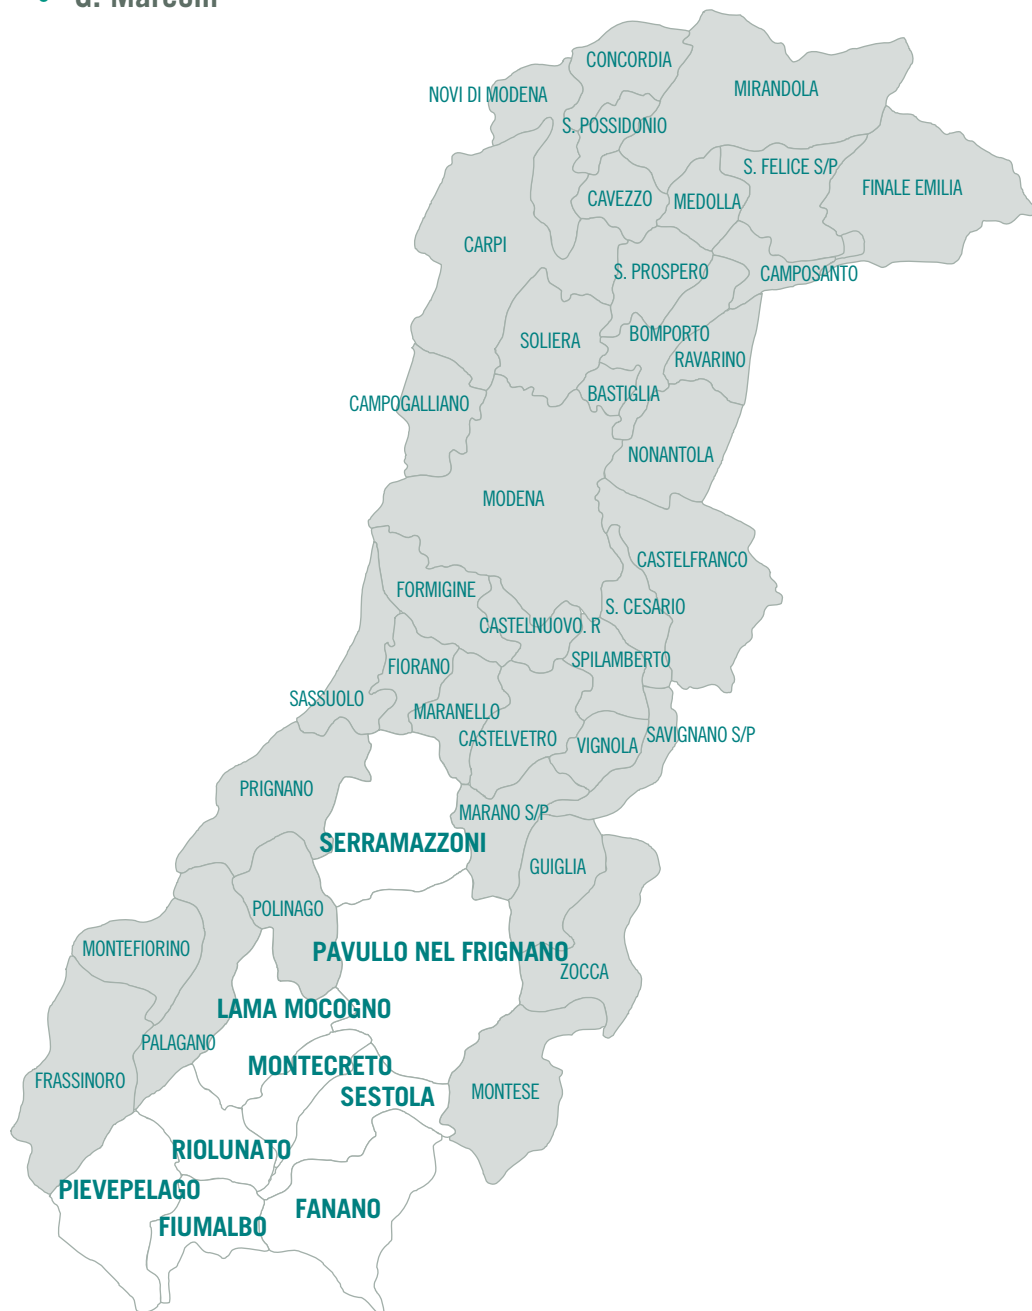 G. Marconi
CONCORDIA
MIRANDOLA
NOVI DI MODENA
S. POSSIDONIO
S. FELICE S/P
FINALE EMILIA
CAVEZZO
MEDOLLA
CARPI
S. PROSPERO
CAMPOSANTO
BOMPORTO
SOLIERA
RAVARINO
BASTIGLIA
CAMPOGALLIANO
NONANTOLA
MODENA
CASTELFRANCO
FORMIGINE
S. CESARIO
CASTELNUOVO. R
SPILAMBERTO
FIORANO
SASSUOLO
MARANELLO
SAVIGNANO S/P
CASTELVETRO
VIGNOLA
PRIGNANO
MARANO S/P
SERRAMAZZONI
GUIGLIA
POLINAGO
MONTEFIORINO
PAVULLO NEL FRIGNANO
ZOCCA
LAMA MOCOGNO
PALAGANO
MONTECRETO
FRASSINORO
SESTOLA
MONTESE
RIOLUNATO
PIEVEPELAGO
FANANO
FIUMALBO